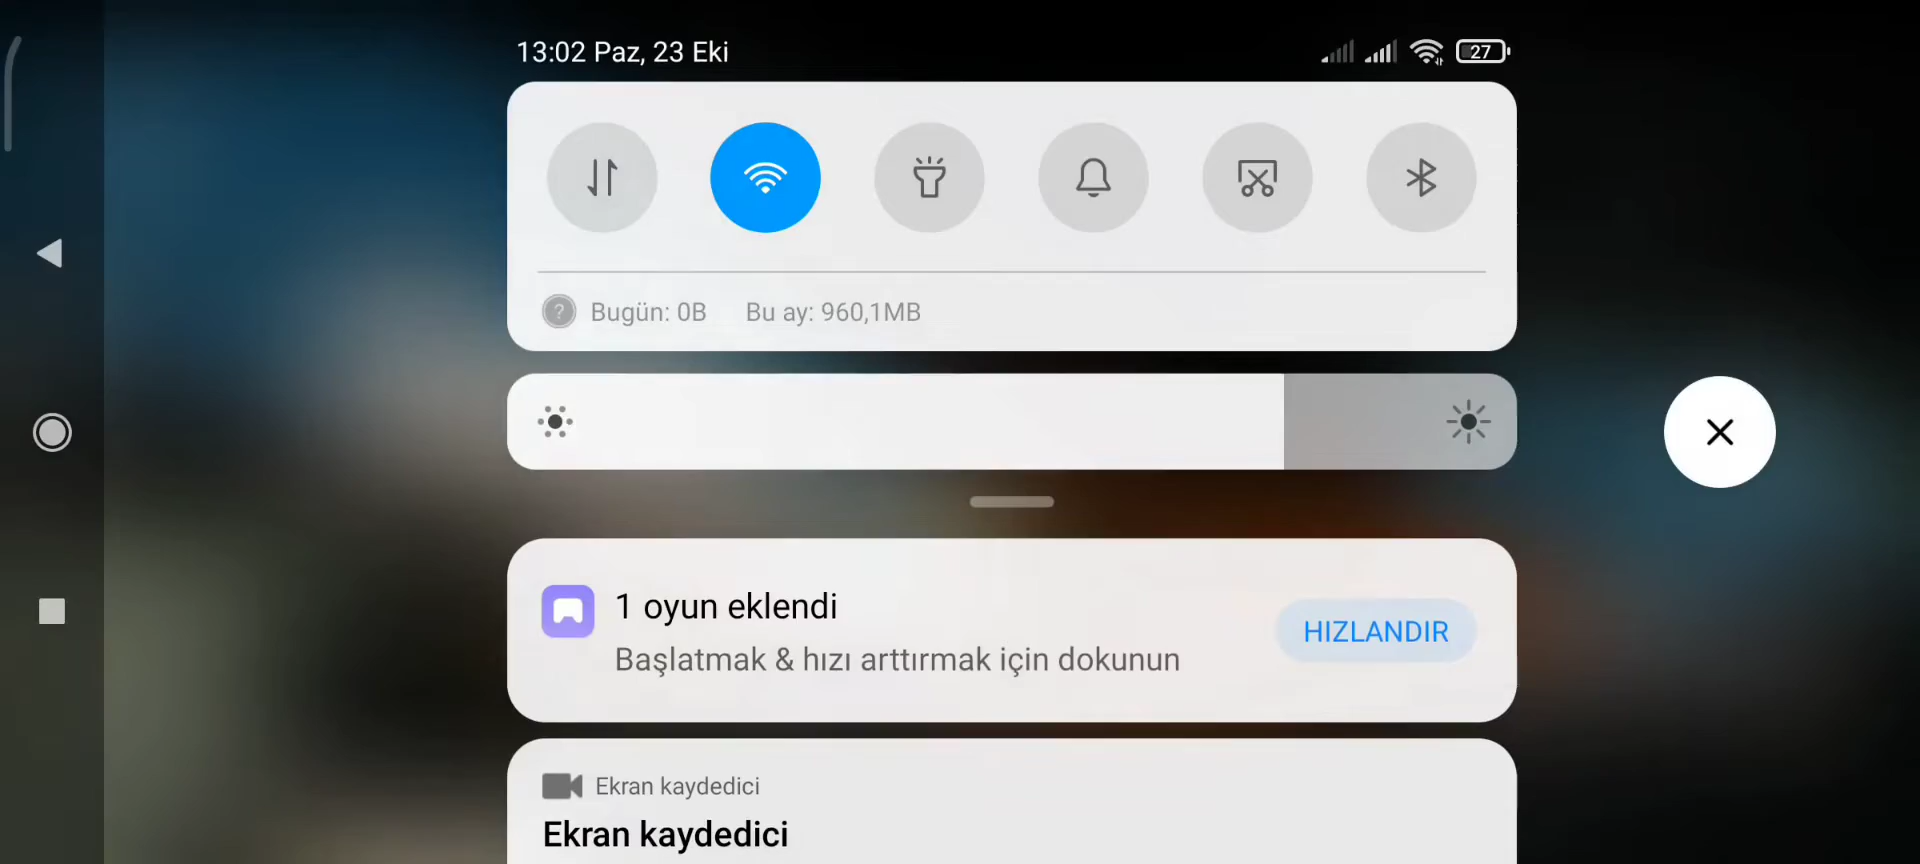 13:02 Paz, 23 Eki
27
?
Bugün: 0B Bu ay: 960,1MB
1 oyun eklendi
Başlatmak & hızı arttırmak için dokunun
HIZLANDIR
Ekran kaydedici
Ekran kaydedici